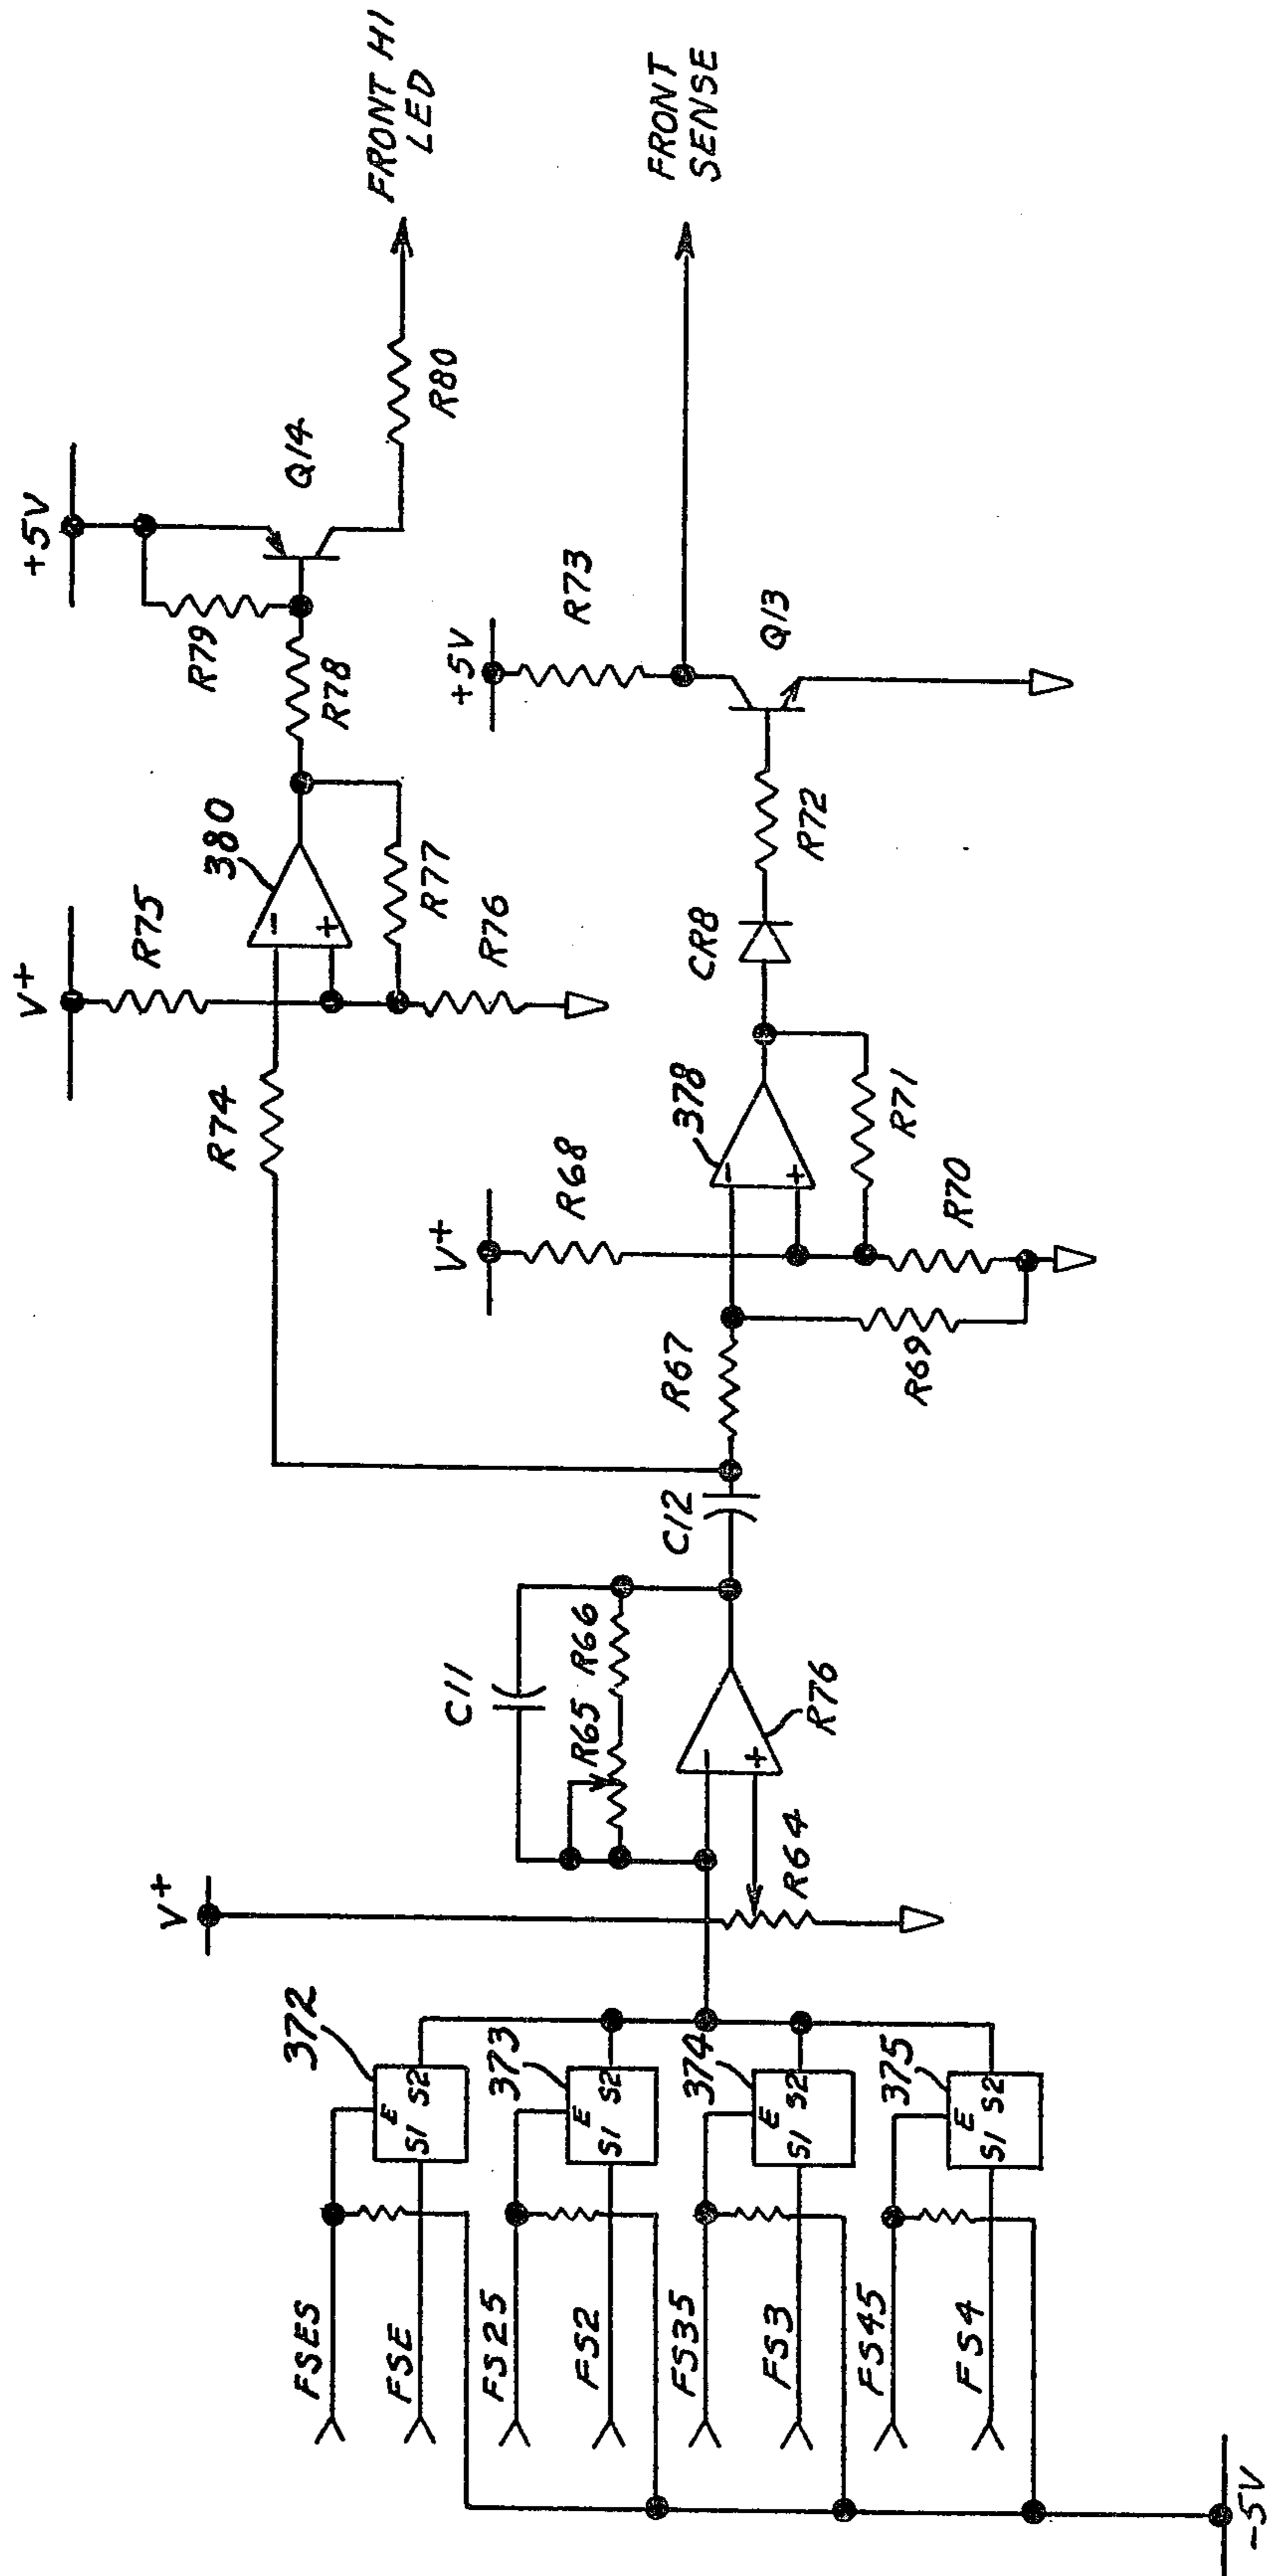 +5V
V+
R79
Q14
FRONT HI
LED
R75
380
-
+
R78
R80
R74
R77
R76
+5V
R73
FRONT
SENSE
V+
R68
378
-
+
CR8
R72
Q13
R67
R71
R70
R69
C12
C11
R65
R66
-
+
R76
R64
V+
372
E
S1
S2
373
E
S1
S2
374
E
S1
S2
375
E
S1
S2
FSES
FSE
FS25
FS2
FS35
FS3
FS45
FS4
-5V